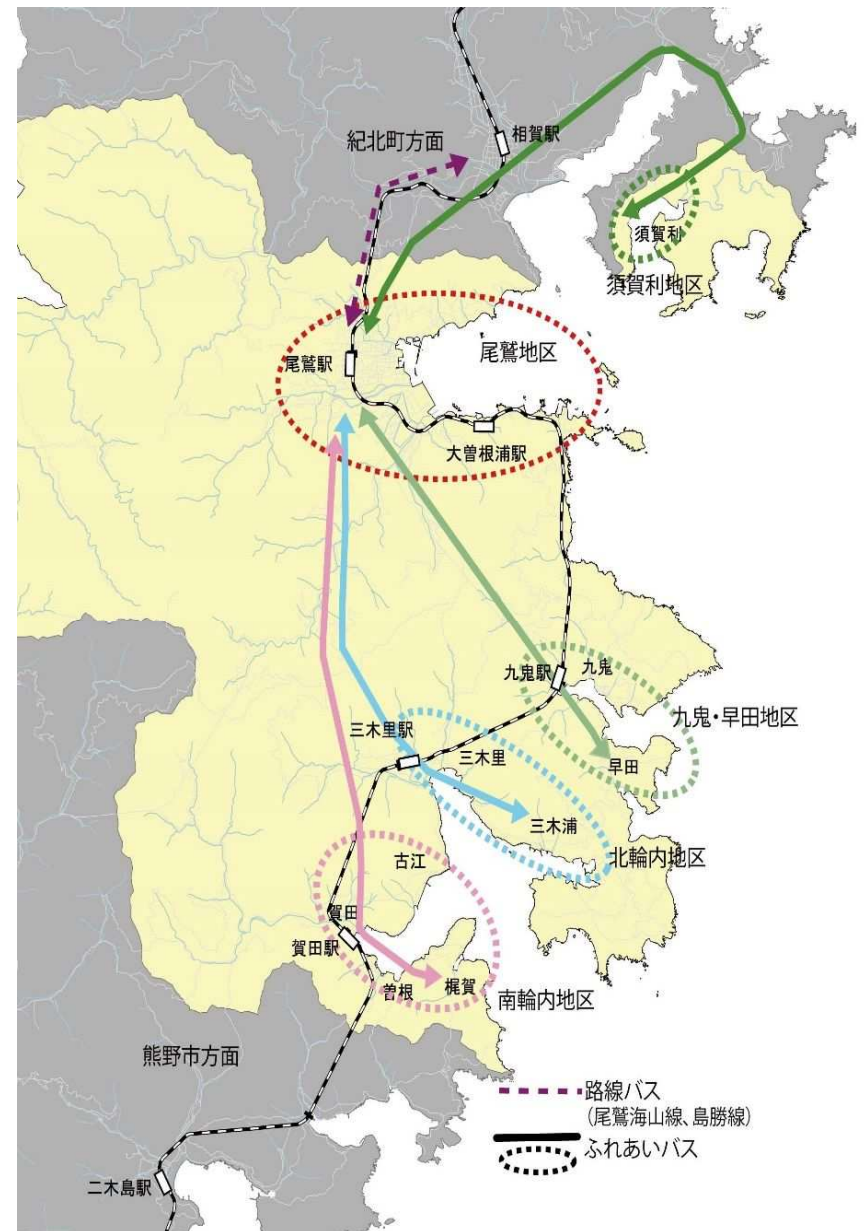 相賀駅
紀北町方面
須賀利
須賀利地区
尾鷲駅
尾鷲地区
大曽根浦駅
九鬼駅
九鬼
九鬼・早田地区
三木里駅
三木里
早田
三木浦
北輪内地区
古江
賀田
賀田駅
曽根
梶賀
南輪内地区
熊野市方面
路線バス
(尾鷲海山線、島勝線)
ふれあいバス
二木島駅